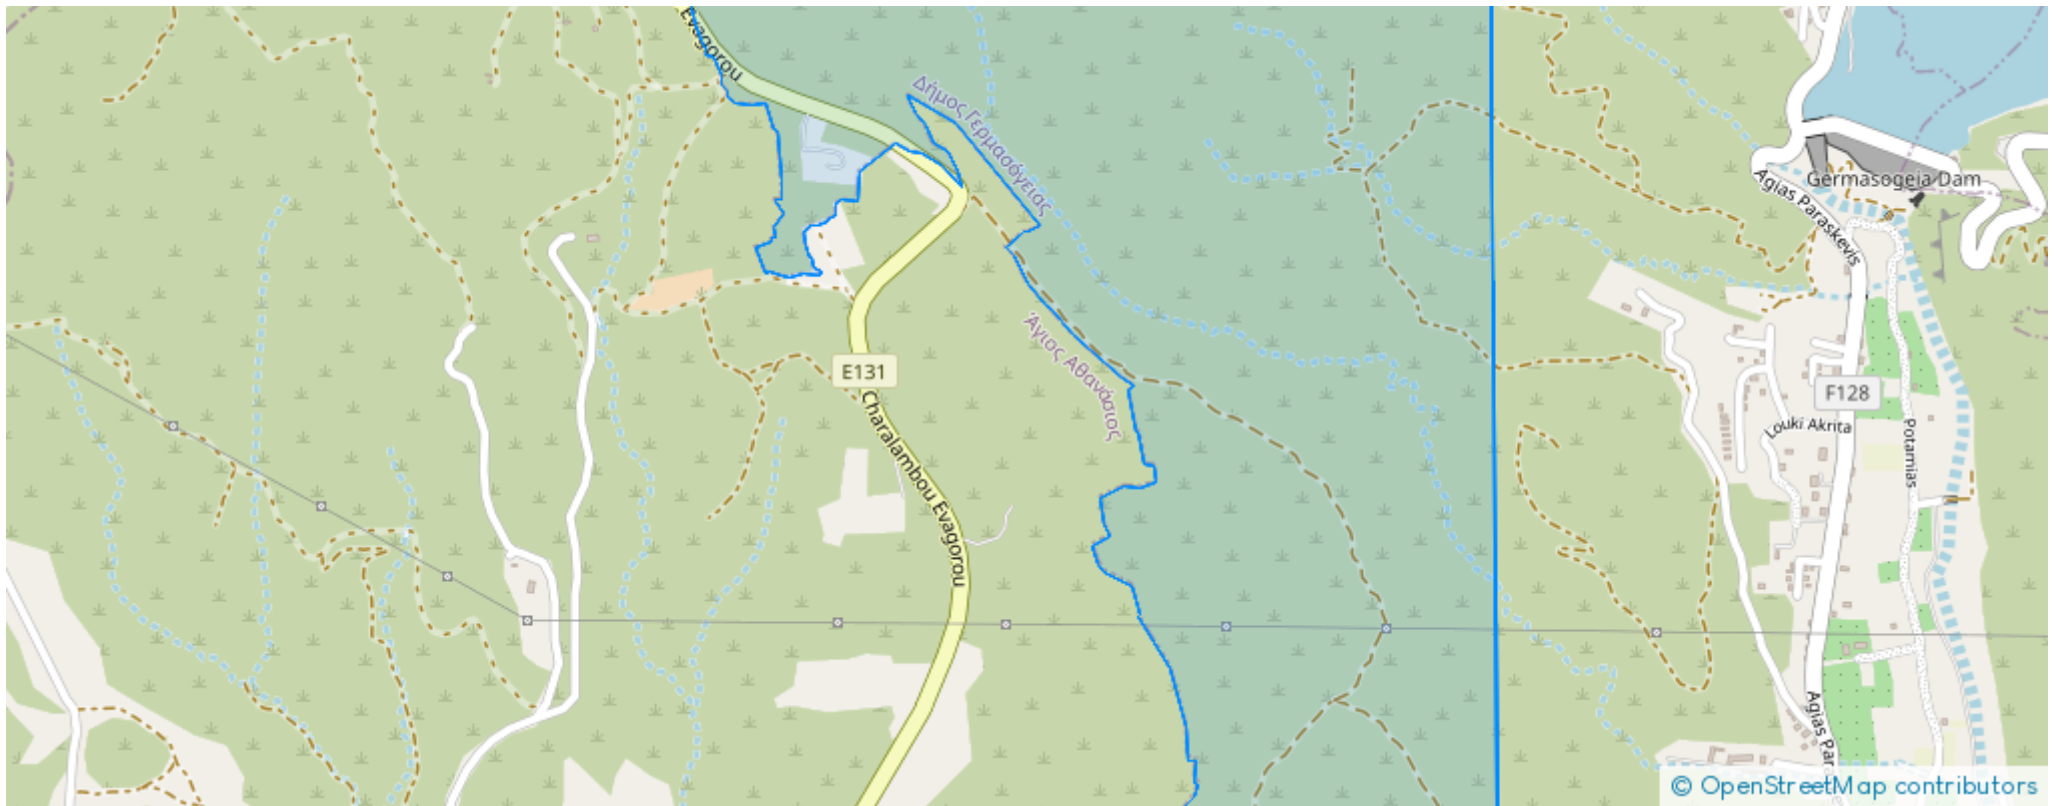 Evagorou
Δήμος Γερμασόγειας
Germasogeia Dam
Agias Paraskevis
Άγιος Αθανάσιος
E131
F128
Charalambou Evagorou
Louki Akrita
Potamias
Agias Par
© OpenStreetMap contributors